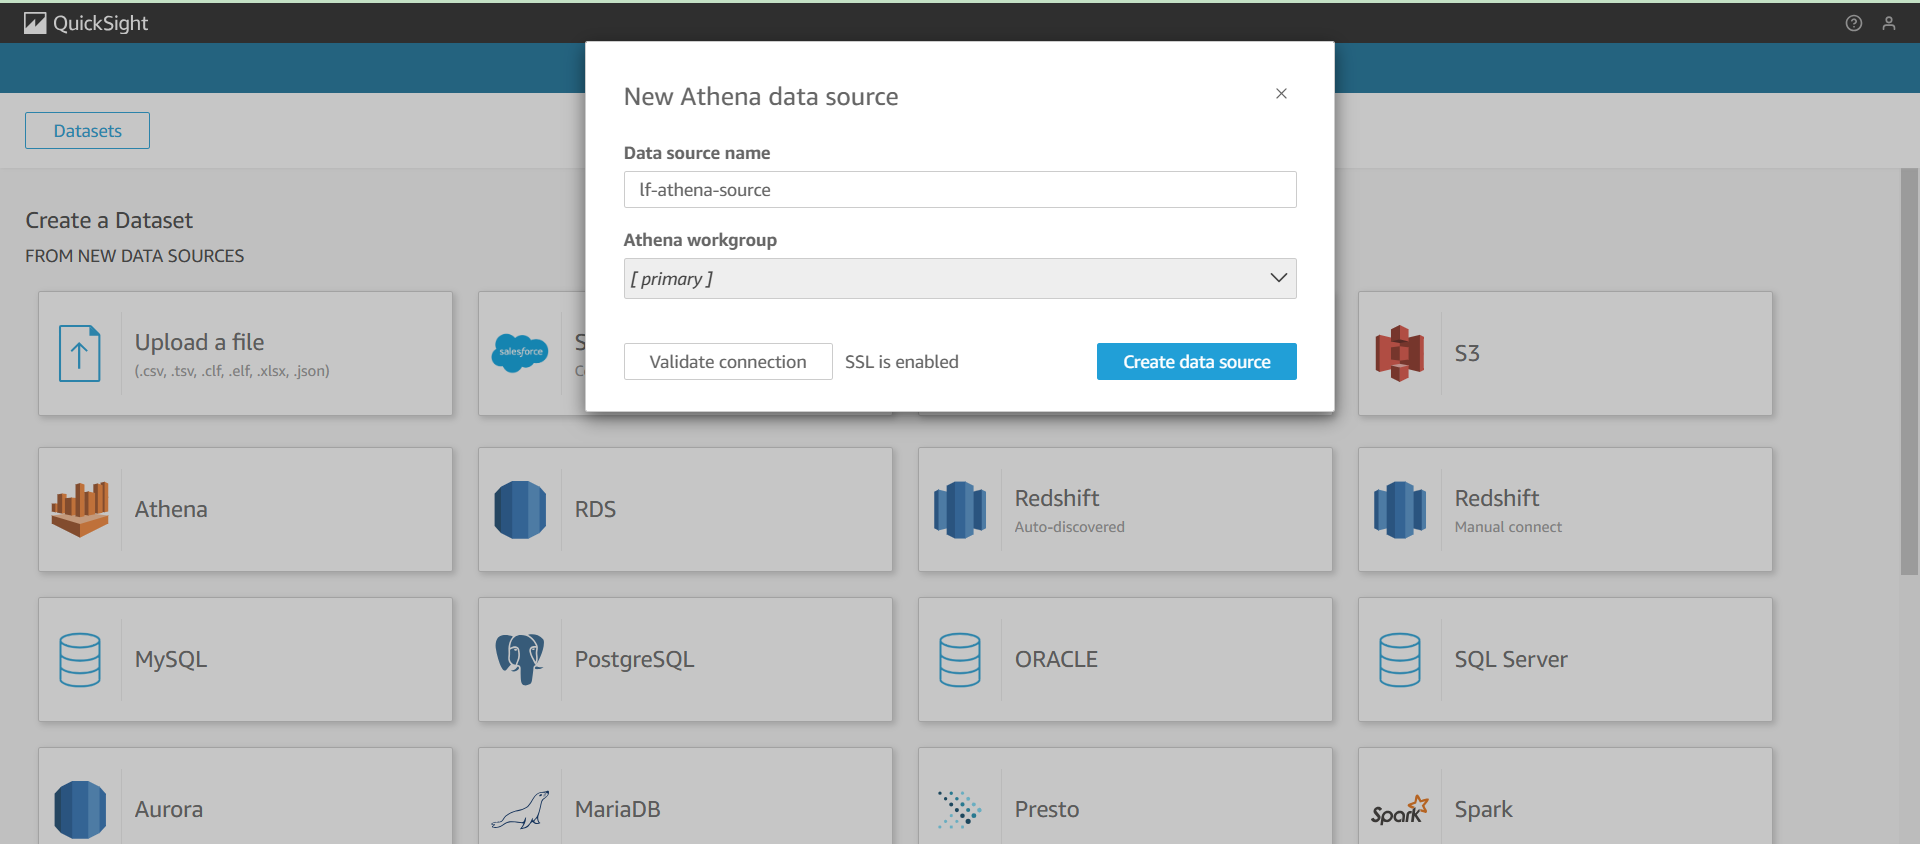 QuickSight
New Athena data source
Datasets
Data source name
lf-athena-source
Athena workgroup
[ primary ]
Validate connection
SSL is enabled
Create data source
Create a Dataset
FROM NEW DATA SOURCES
Upload a file
(.csv, .tsv, .clf, .elf, .xlsx, .json)
salesforce
S3
Athena
RDS
Redshift
Auto-discovered
Redshift
Manual connect
MySQL
PostgreSQL
ORACLE
SQL Server
Aurora
MariaDB
Presto
Spark
Spark